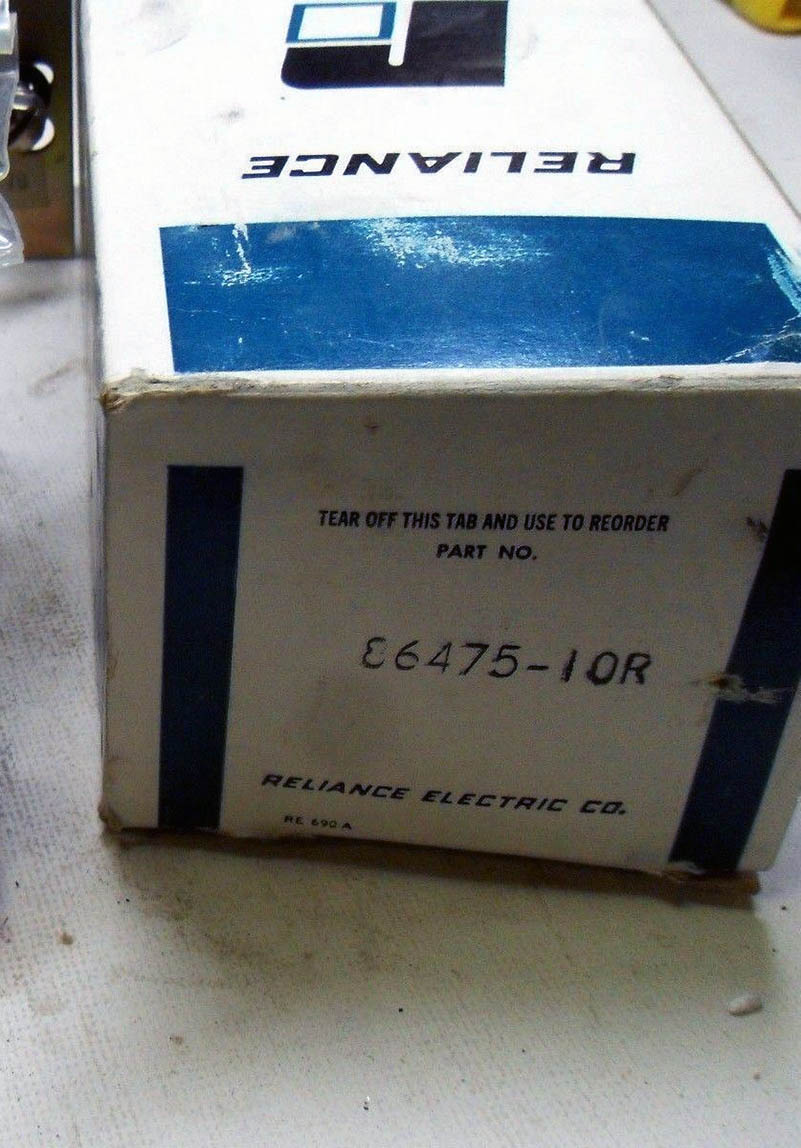 RELIANCE
TEAR OFF THIS TAB AND USE TO REORDER
PART NO.
86475-10R
RELIANCE ELECTRIC CO.
RE 690 A